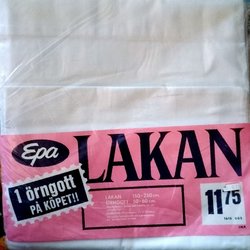 Epa
LAKAN
1 örngott
PÅ KÖPET!!
LAKAN 150-250 cm
ÖRNGOTT 50-60 cm
11 75